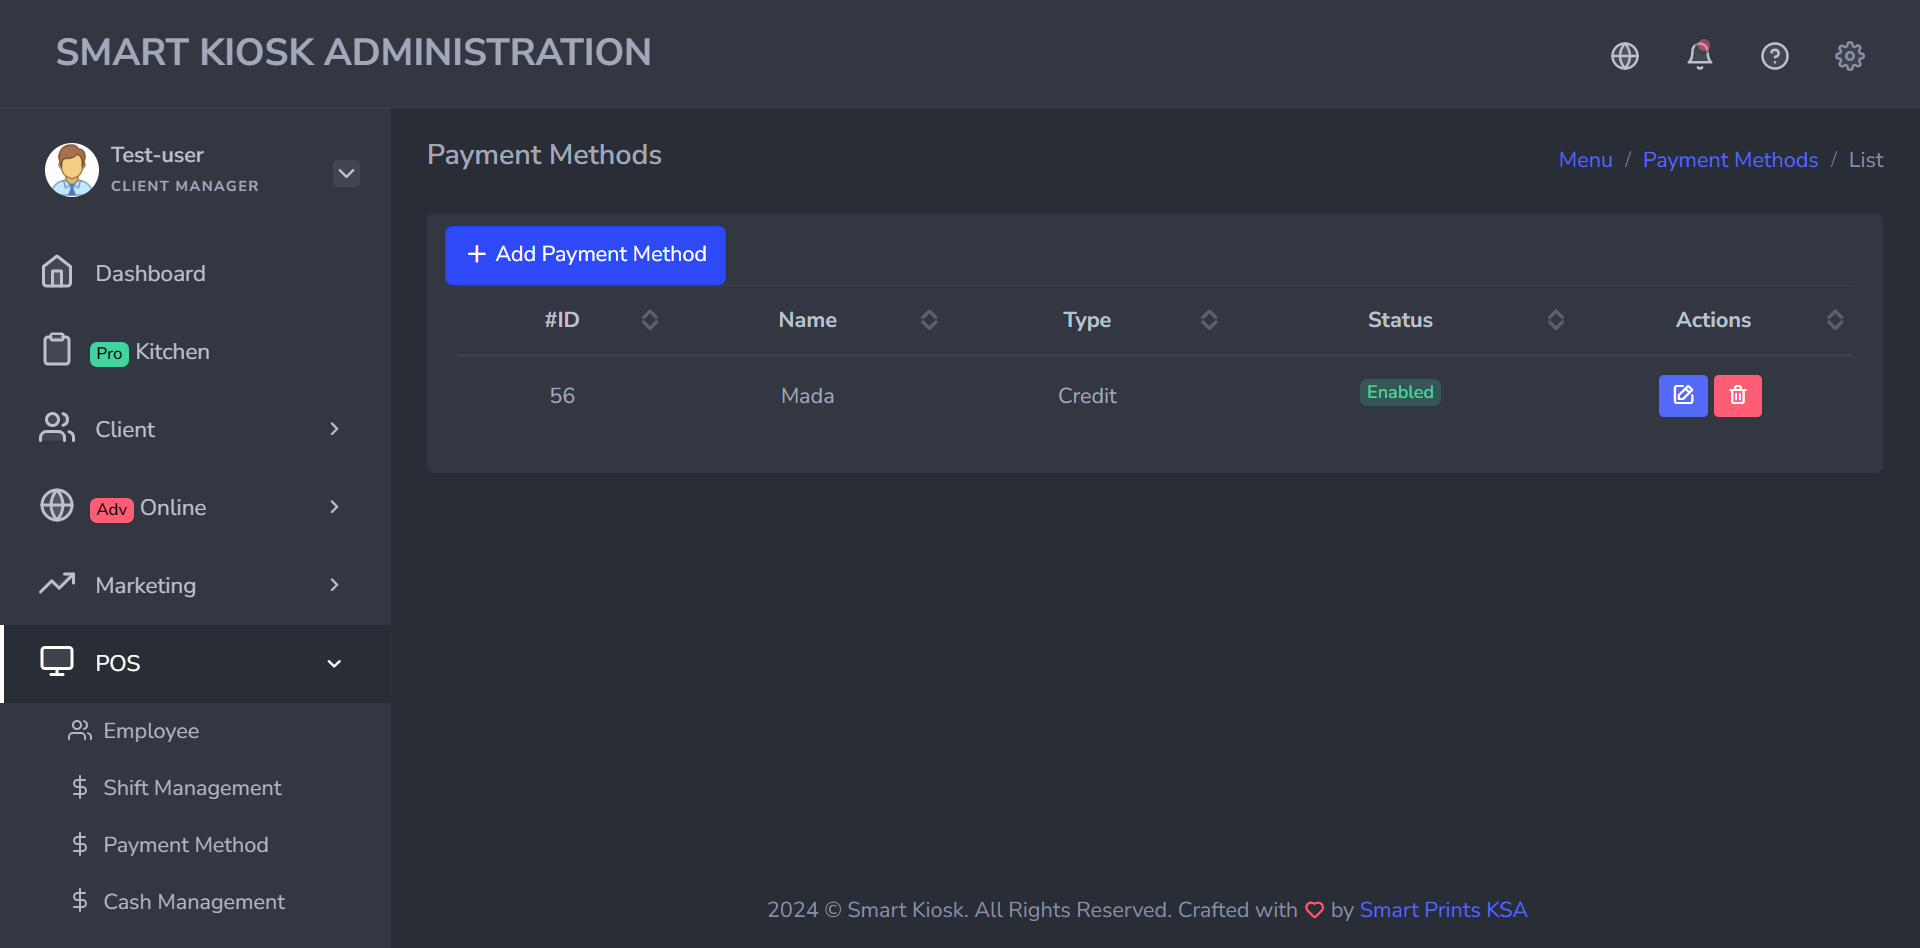 SMART KIOSK ADMINISTRATION
Test-user
CLIENT MANAGER
Dashboard
Pro Kitchen
Client
Adv Online
Marketing
POS
Employee
Shift Management
Payment Method
Cash Management
Payment Methods
Menu / Payment Methods / List
+ Add Payment Method
#ID Name Type Status Actions
56 Mada Credit Enabled
2024 © Smart Kiosk. All Rights Reserved. Crafted with ♡ by Smart Prints KSA